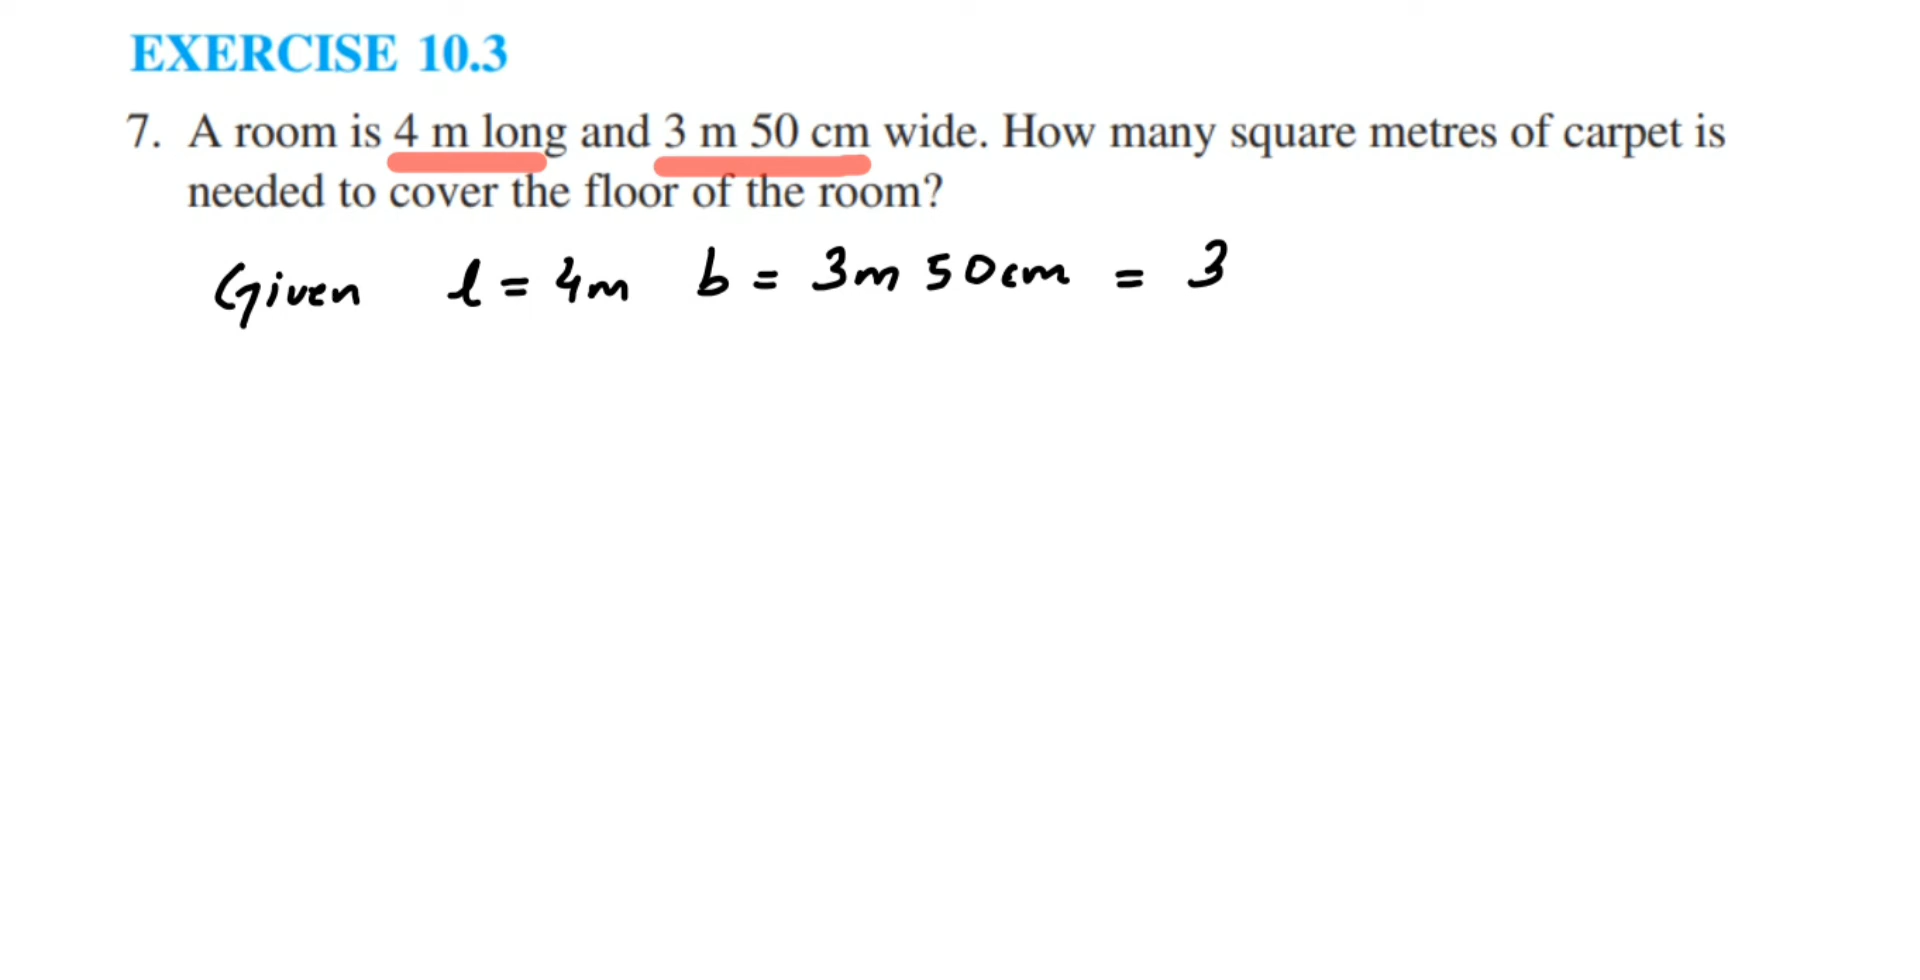 EXERCISE 10.3
7. A room is 4 m long and 3 m 50 cm wide. How many square metres of carpet is
needed to cover the floor of the room?
Given l = 4m b = 3m 50cm = 3